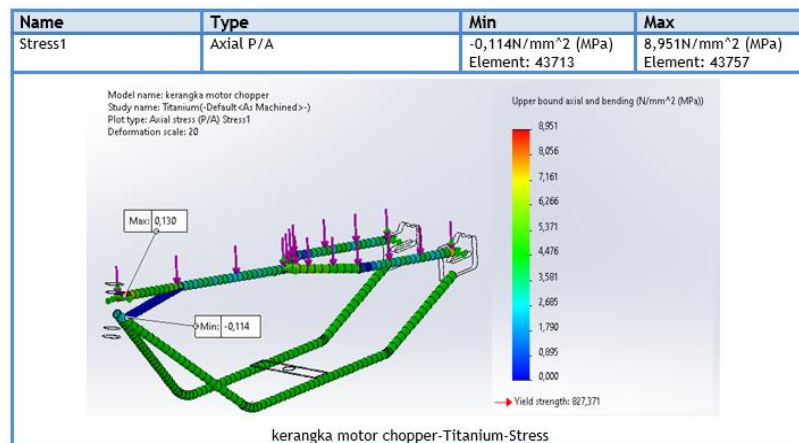 Name Type Min Max
Stress1 Axial P/A -0,114N/mm^2 (MPa) 8,951N/mm^2 (MPa)
Element: 43713 Element: 43757
Model name: kerangka motor chopper
Study name: Titanium(-Default<As Machined>-)
Plot type: Axial stress (P/A) Stress1
Deformation scale: 20
Upper bound axial and bending (N/mm^2 (MPa))
8,951
8,056
7,161
6,266
5,371
4,476
3,581
2,685
1,790
0,895
0,000
Yield strength: 827,371
Max: 0,130
Min: -0,114
kerangka motor chopper-Titanium-Stress